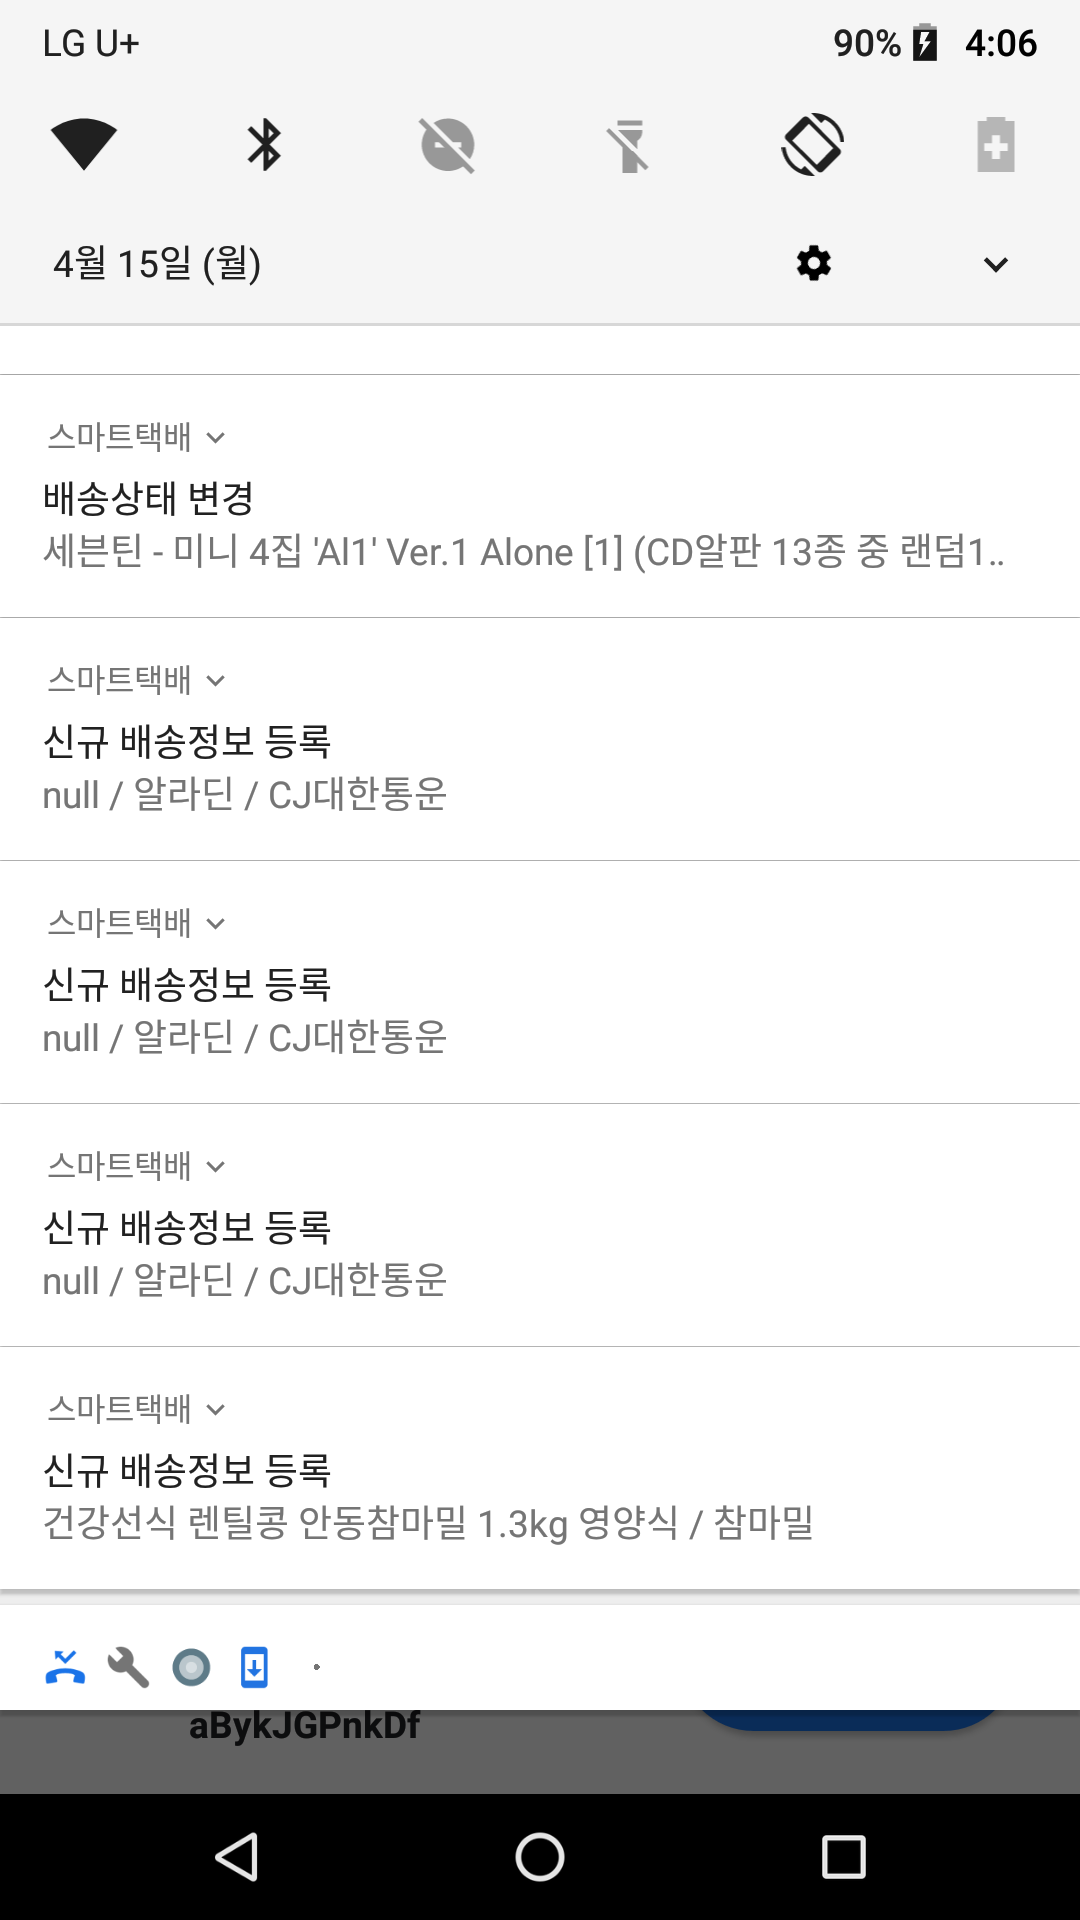 LG U+
90%
4:06
4월 15일 (월)
스마트택배
배송상태 변경
세븐틴 - 미니 4집 'Al1' Ver.1 Alone [1] (CD알판 13종 중 랜덤1..
스마트택배
신규 배송정보 등록
null / 알라딘 / CJ대한통운
스마트택배
신규 배송정보 등록
null / 알라딘 / CJ대한통운
스마트택배
신규 배송정보 등록
null / 알라딘 / CJ대한통운
스마트택배
신규 배송정보 등록
건강선식 렌틸콩 안동참마밀 1.3kg 영양식 / 참마밀
aBykJGPnkDf